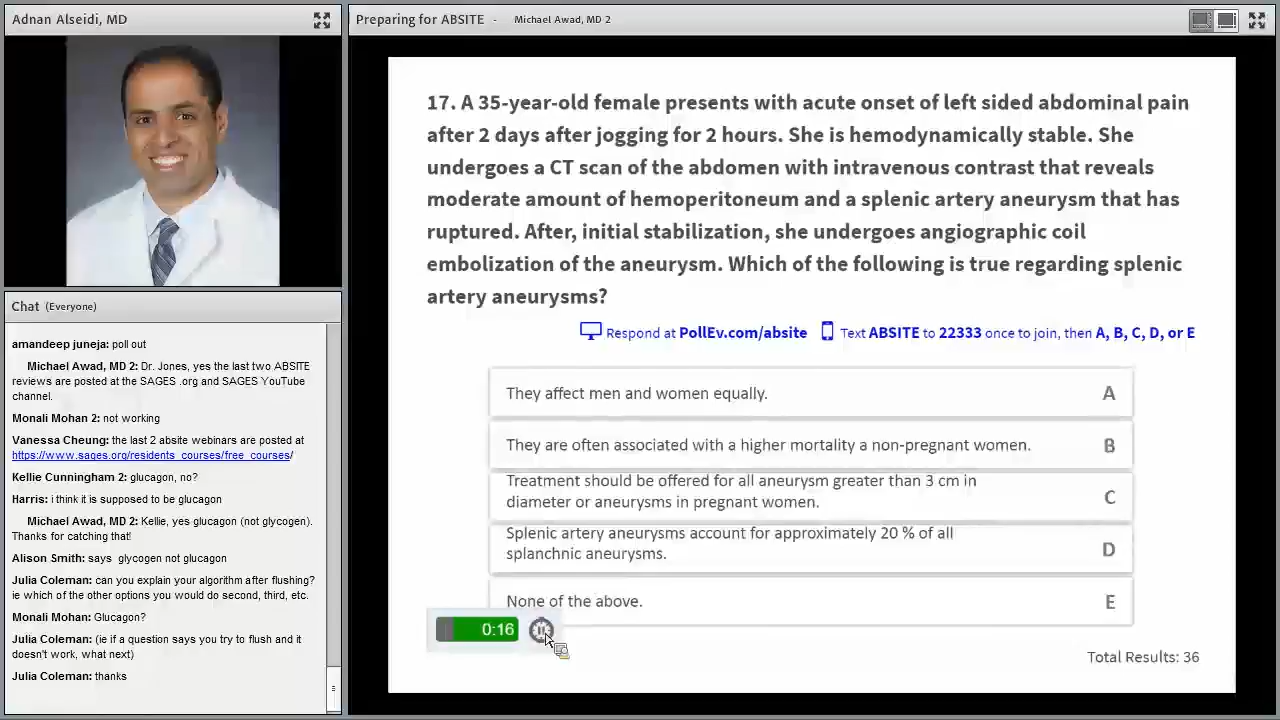 Adnan Alseidi, MD
Preparing for ABSITE - Michael Awad, MD 2
Chat (Everyone)
amandeep juneja: poll out
Michael Awad, MD 2: Dr. Jones, yes the last two ABSITE
reviews are posted at the SAGES .org and SAGES YouTube
channel.
Monali Mohan 2: not working
Vanessa Cheung: the last 2 absite webinars are posted at
https://www.sages.org/residents_courses/free_courses/
Kellie Cunningham 2: glucagon, no?
Harris: i think it is supposed to be glucagon
Michael Awad, MD 2: Kellie, yes glucagon (not glycogen).
Thanks for catching that!
Alison Smith: says glycogen not glucagon
Julia Coleman: can you explain your algorithm after flushing?
ie which of the other options you would do second, third, etc.
Monali Mohan: Glucagon?
Julia Coleman: (ie if a question says you try to flush and it
doesn't work, what next)
Julia Coleman: thanks
17. A 35-year-old female presents with acute onset of left sided abdominal pain
after 2 days after jogging for 2 hours. She is hemodynamically stable. She
undergoes a CT scan of the abdomen with intravenous contrast that reveals
moderate amount of hemoperitoneum and a splenic artery aneurysm that has
ruptured. After, initial stabilization, she undergoes angiographic coil
embolization of the aneurysm. Which of the following is true regarding splenic
artery aneurysms?
Respond at PollEv.com/absite Text ABSITE to 22333 once to join, then A, B, C, D, or E
They affect men and women equally. A
They are often associated with a higher mortality a non-pregnant women. B
Treatment should be offered for all aneurysm greater than 3 cm in
diameter or aneurysms in pregnant women. C
Splenic artery aneurysms account for approximately 20 % of all
splanchnic aneurysms. D
None of the above. E
0:16
Total Results: 36